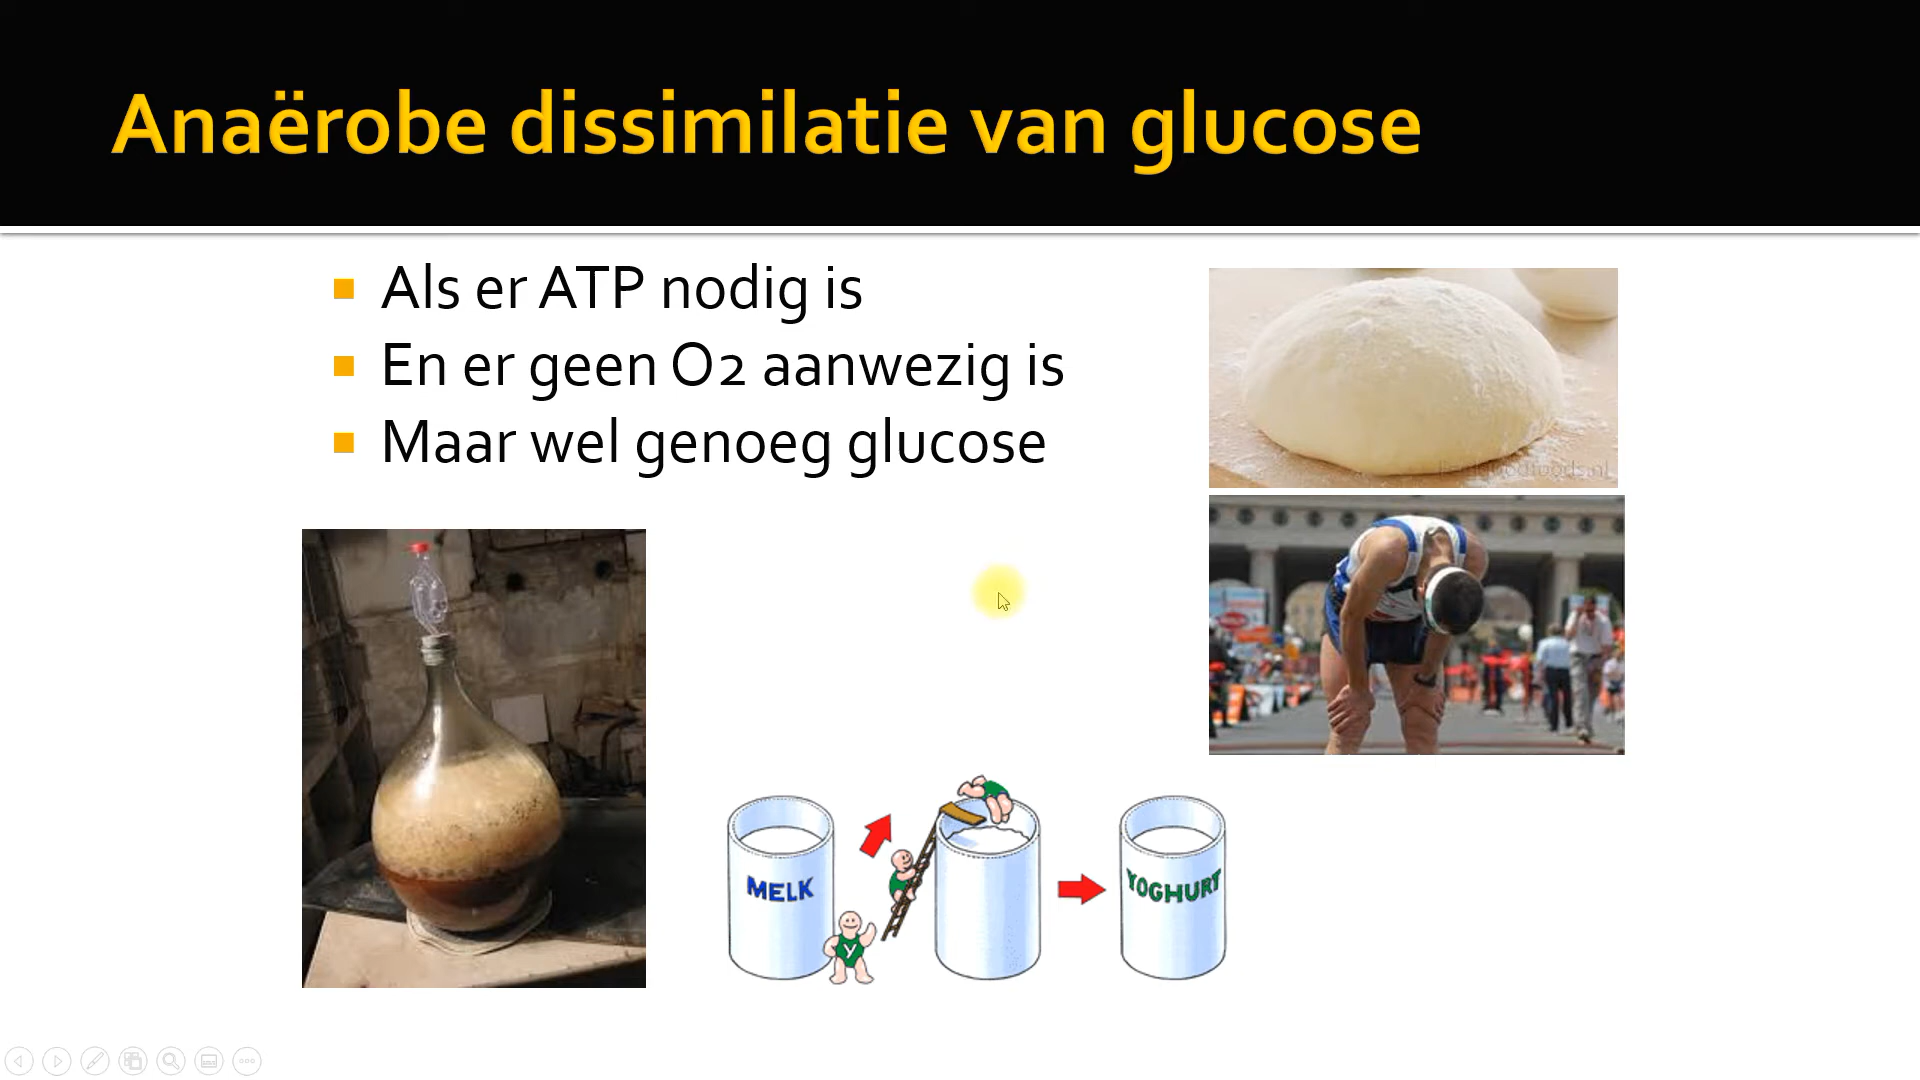 Anaërobe dissimilatie van glucose
Als er ATP nodig is
En er geen O2 aanwezig is
Maar wel genoeg glucose
MELK
Y
YOGHURT